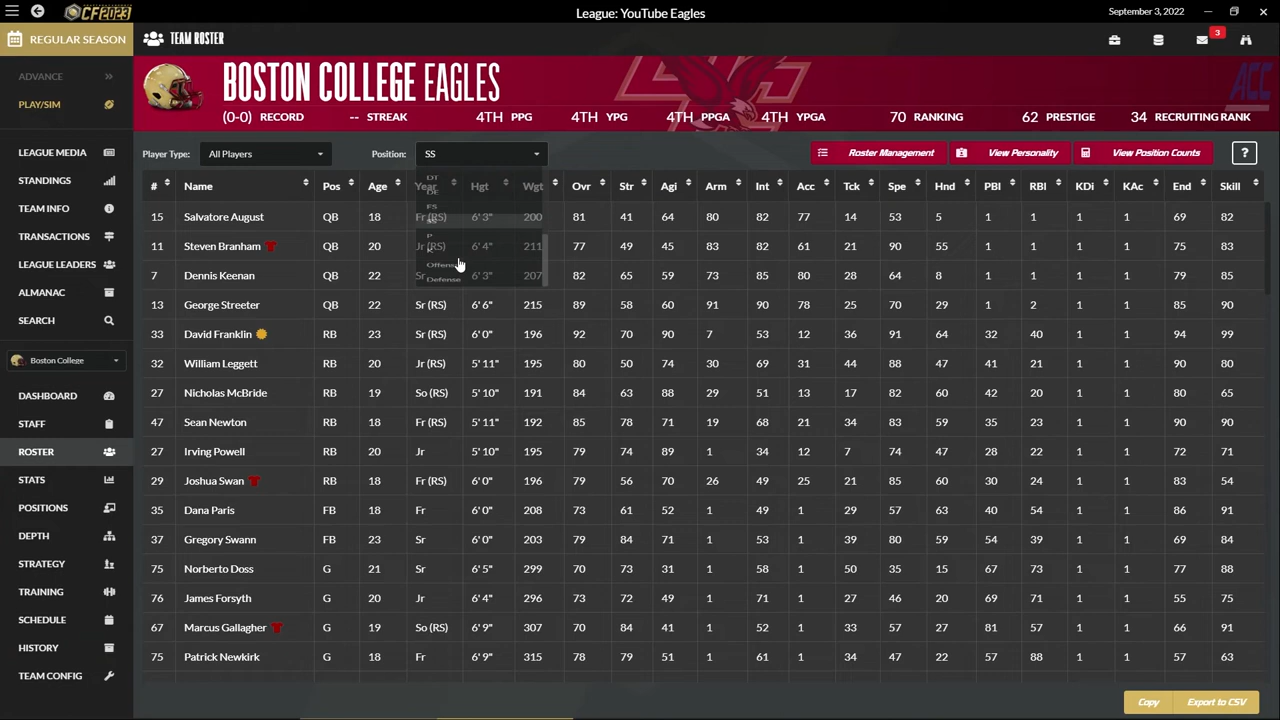 CF2023 League: YouTube Eagles September 3, 2022
REGULAR SEASON TEAM ROSTER 3
ADVANCE
PLAY/SIM
LEAGUE MEDIA
STANDINGS
TEAM INFO
TRANSACTIONS
LEAGUE LEADERS
ALMANAC
SEARCH
Boston College
DASHBOARD
STAFF
ROSTER
STATS
POSITIONS
DEPTH
STRATEGY
TRAINING
SCHEDULE
HISTORY
TEAM CONFIG
BOSTON COLLEGE EAGLES ACC
(0-0) RECORD -- STREAK 4TH PPG 4TH YPG 4TH PPGA 4TH YPGA 70 RANKING 62 PRESTIGE 34 RECRUITING RANK
Player Type: All Players Position: SS Roster Management View Personality View Position Counts ?
# Name Pos Age Year Hgt Wgt Ovr Str Agi Arm Int Acc Tck Spe Hnd PBl RBl KDi KAc End Skill
15 Salvatore August QB 18 Fr (RS) 6' 3" 200 81 41 64 80 82 77 14 53 5 1 1 1 1 69 82
11 Steven Branham QB 20 Jr (RS) 6' 4" 211 77 49 45 83 82 61 21 90 55 1 1 1 1 75 83
7 Dennis Keenan QB 22 Sr 6' 3" 207 82 65 59 73 85 80 28 64 8 1 1 1 1 79 85
13 George Streeter QB 22 Sr (RS) 6' 6" 215 89 58 60 91 90 78 25 70 29 1 2 1 1 85 90
33 David Franklin RB 23 Sr (RS) 6' 0" 196 92 70 90 7 53 12 36 91 64 32 40 1 1 94 99
32 William Leggett RB 20 Jr (RS) 5' 11" 195 80 50 74 30 69 31 44 88 47 41 21 1 1 90 80
27 Nicholas McBride RB 19 So (RS) 5' 10" 191 84 63 88 29 51 13 17 82 60 42 20 1 1 80 65
47 Sean Newton RB 18 Fr (RS) 5' 11" 192 85 78 71 19 68 21 34 83 62 35 23 1 1 90 90
27 Irving Powell RB 20 Jr 5' 10" 195 79 74 89 1 34 12 7 74 47 28 22 1 1 72 71
29 Joshua Swan RB 18 Fr (RS) 6' 0" 196 79 56 70 26 49 25 21 85 60 30 24 1 1 83 54
35 Dana Paris FB 18 Fr 6' 0" 208 73 61 52 1 49 1 29 57 63 40 54 1 1 86 91
37 Gregory Swann FB 23 Sr 6' 0" 203 79 84 71 1 53 1 39 80 59 54 39 1 1 69 84
75 Norberto Doss G 21 Sr 6' 5" 299 70 73 31 1 58 1 50 35 15 67 73 1 1 77 88
76 James Forsyth G 20 Jr 6' 4" 296 73 72 49 1 71 1 27 46 20 69 71 1 1 55 75
67 Marcus Gallagher G 19 So (RS) 6' 9" 307 70 84 41 1 52 1 33 57 27 81 57 1 1 66 91
75 Patrick Newkirk G 18 Fr 6' 9" 315 78 79 51 1 61 1 34 47 22 57 88 1 1 57 63
DT
DE
FS
SS
P
Offense
Defense
Copy Export to CSV